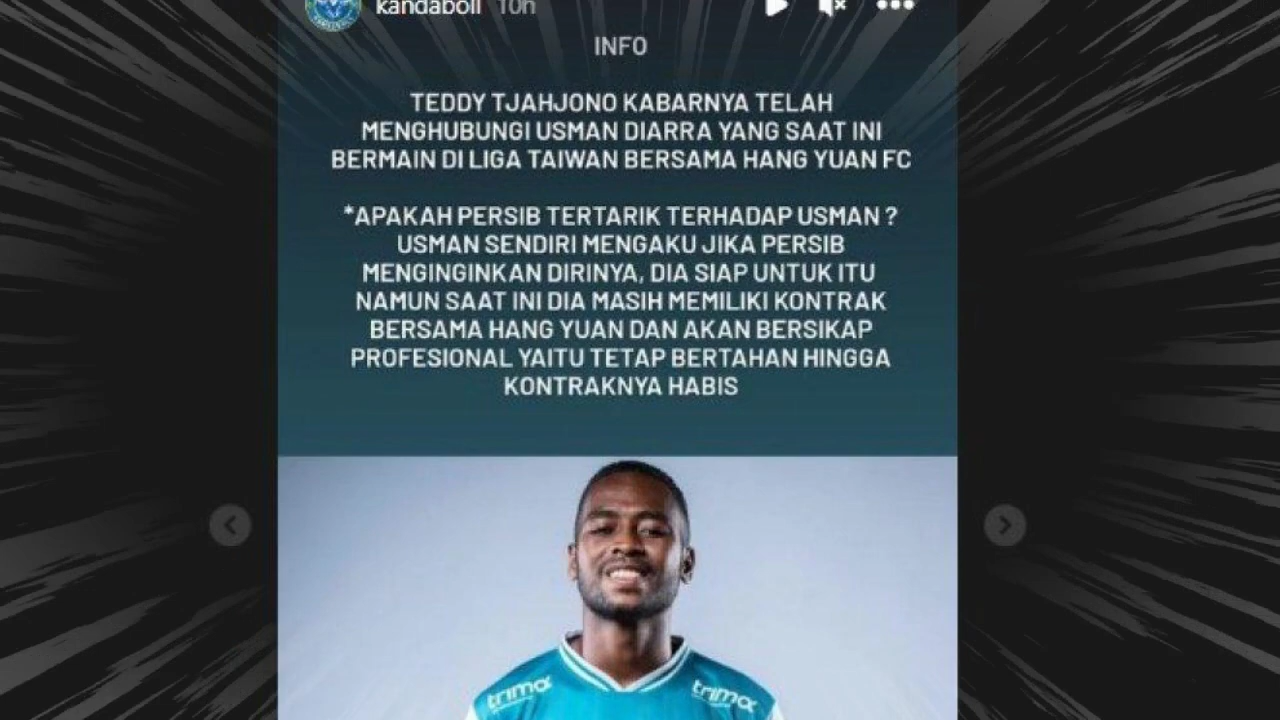 kandaboll 10h
INFO
TEDDY TJAHJONO KABARNYA TELAH
MENGHUBUNGI USMAN DIARRA YANG SAAT INI
BERMAIN DI LIGA TAIWAN BERSAMA HANG YUAN FC
*APAKAH PERSIB TERTARIK TERHADAP USMAN ?
USMAN SENDIRI MENGAKU JIKA PERSIB
MENGINGINKAN DIRINYA, DIA SIAP UNTUK ITU
NAMUN SAAT INI DIA MASIH MEMILIKI KONTRAK
BERSAMA HANG YUAN DAN AKAN BERSIKAP
PROFESIONAL YAITU TETAP BERTAHAN HINGGA
KONTRAKNYA HABIS
trimax trimax